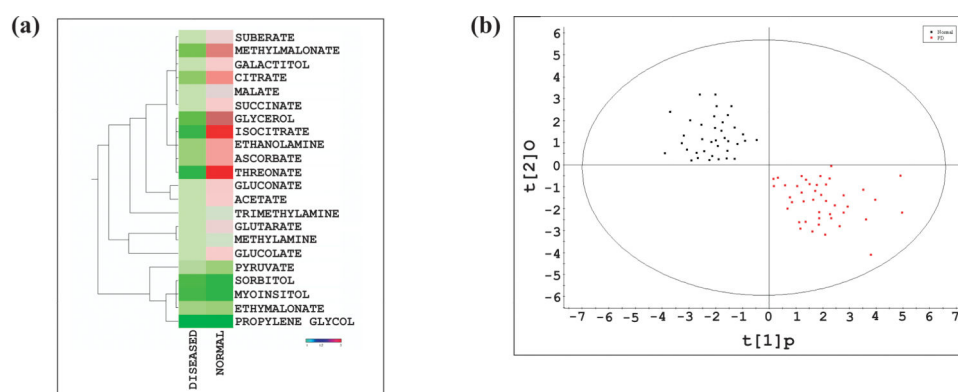 (a)
SUBERATE
METHYLMALONATE
GALACTITOL
CITRATE
MALATE
SUCCINATE
GLYCEROL
ISOCITRATE
ETHANOLAMINE
ASCORBATE
THREONATE
GLUCONATE
ACETATE
TRIMETHYLAMINE
GLUTARATE
METHYLAMINE
GLUCOLATE
PYRUVATE
SORBITOL
MYOINSITOL
ETHYMALONATE
PROPYLENE GLYCOL
DISEASED
NORMAL
(b)
Normal
PD
6
5
4
3
2
1
0
-1
-2
-3
-4
-5
-6
-7 -6 -5 -4 -3 -2 -1 0 1 2 3 4 5 6 7
t[2]O
t[1]p